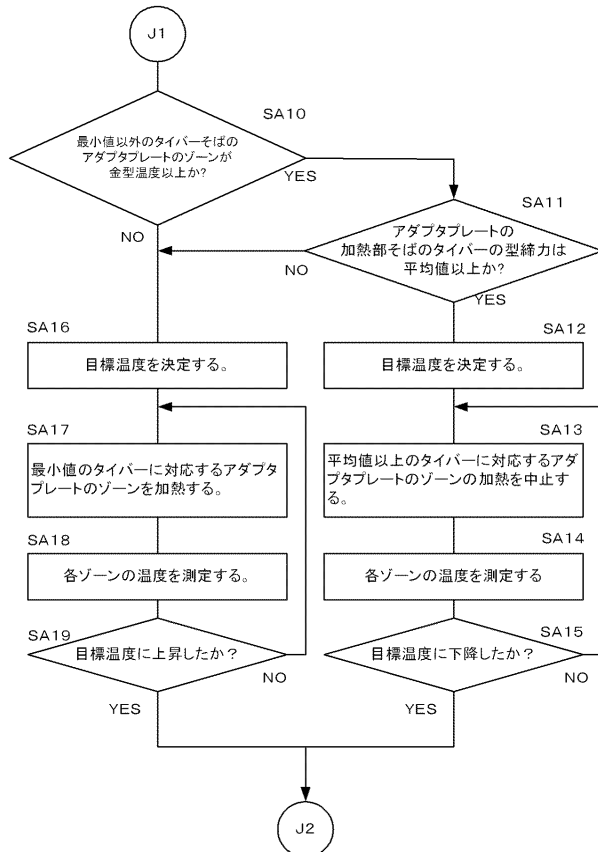 J1
SA10
最小値以外のタイバーそばの
アダプタプレートのゾーンが
金型温度以上か?
YES
NO
SA11
アダプタプレートの
加熱部そばのタイバーの型締力は
平均値以上か?
NO
YES
SA16
目標温度を決定する。
SA12
目標温度を決定する。
SA17
最小値のタイバーに対応するアダプタ
プレートのゾーンを加熱する。
SA13
平均値以上のタイバーに対応するアダ
プタプレートのゾーンの加熱を中止す
る。
SA18
各ゾーンの温度を測定する。
SA14
各ゾーンの温度を測定する
SA19
目標温度に上昇したか?
NO
YES
SA15
目標温度に下降したか?
NO
YES
J2